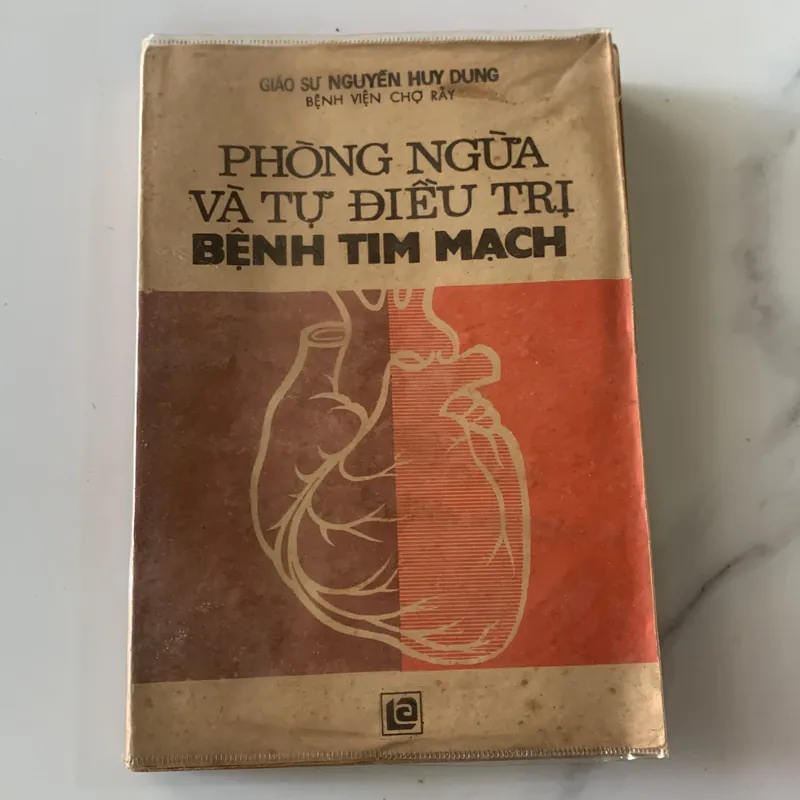 GIÁO SƯ NGUYỄN HUY DUNG
BỆNH VIỆN CHỢ RẪY
PHÒNG NGỪA
VÀ TỰ ĐIỀU TRỊ
BỆNH TIM MẠCH